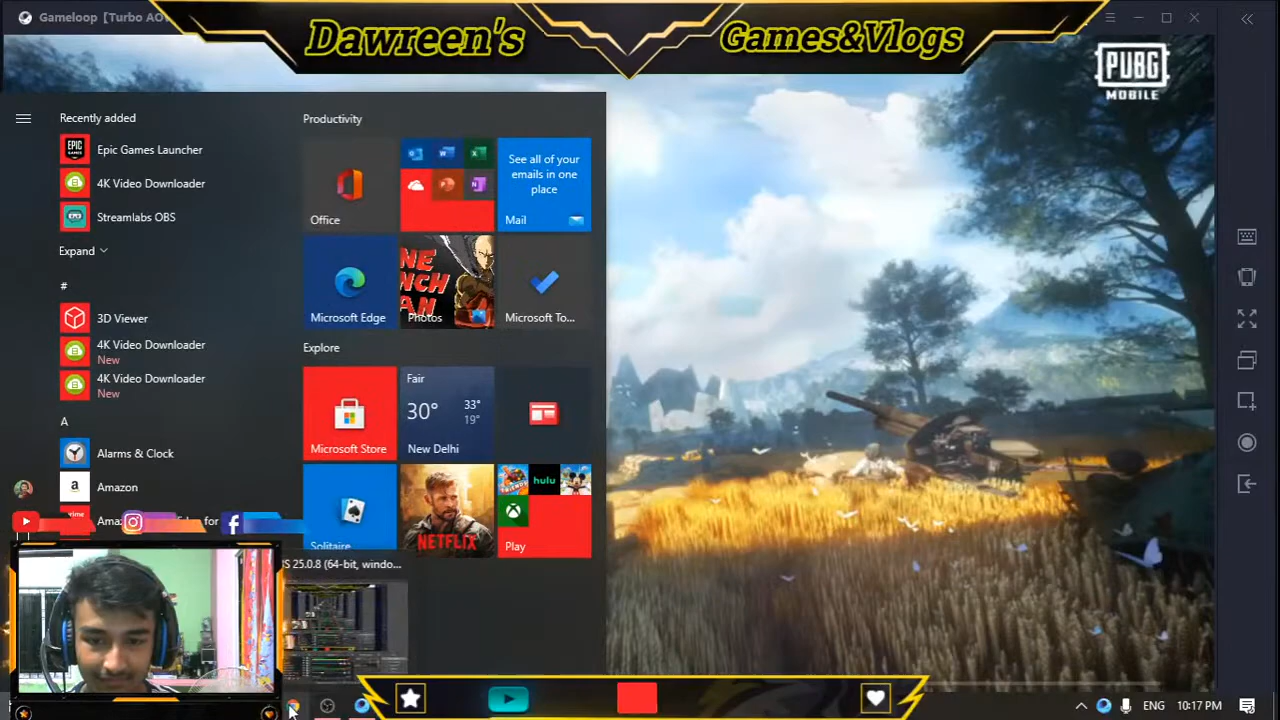 Gameloop [Turbo AO
Dawreen's
Games&Vlogs
PUBG
MOBILE
Recently added
EPIC
GAMES
Epic Games Launcher
4K Video Downloader
Streamlabs OBS
Expand
#
3D Viewer
4K Video Downloader
New
4K Video Downloader
New
A
Alarms & Clock
a
Amazon
prime
Productivity
Office
See all of your
emails in one
place
Mail
Microsoft Edge
Photos
Microsoft To...
Explore
Microsoft Store
Fair
30°
33°
19°
New Delhi
Solitaire
NETFLIX
hulu
Play
S 25.0.8 (64-bit, windo...
ENG
10:17 PM